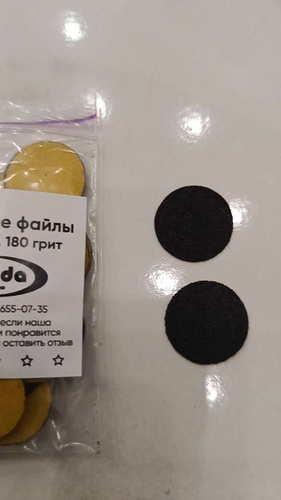 е файлы
180 грит
da
655-07-35
если наша
понравится
оставить отзыв